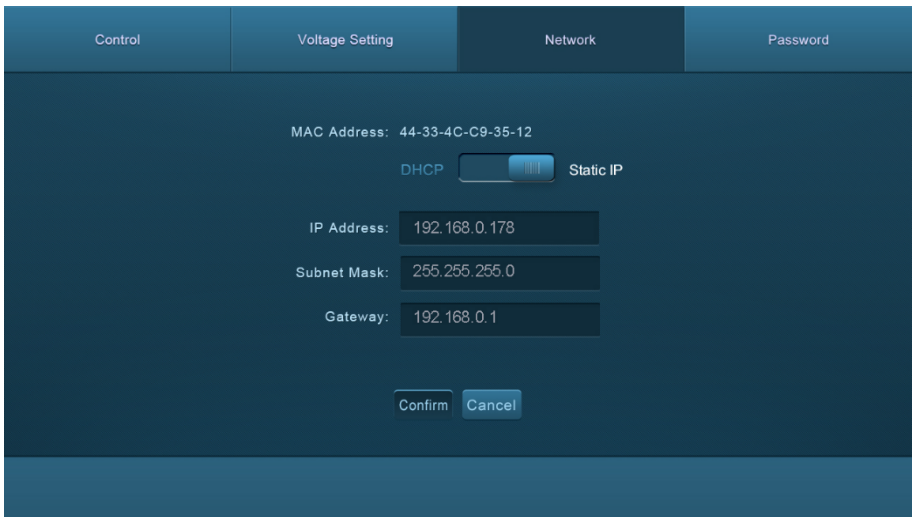 Control Voltage Setting Network Password
MAC Address: 44-33-4C-C9-35-12
DHCP Static IP
IP Address: 192.168.0.178
Subnet Mask: 255.255.255.0
Gateway: 192.168.0.1
Confirm Cancel